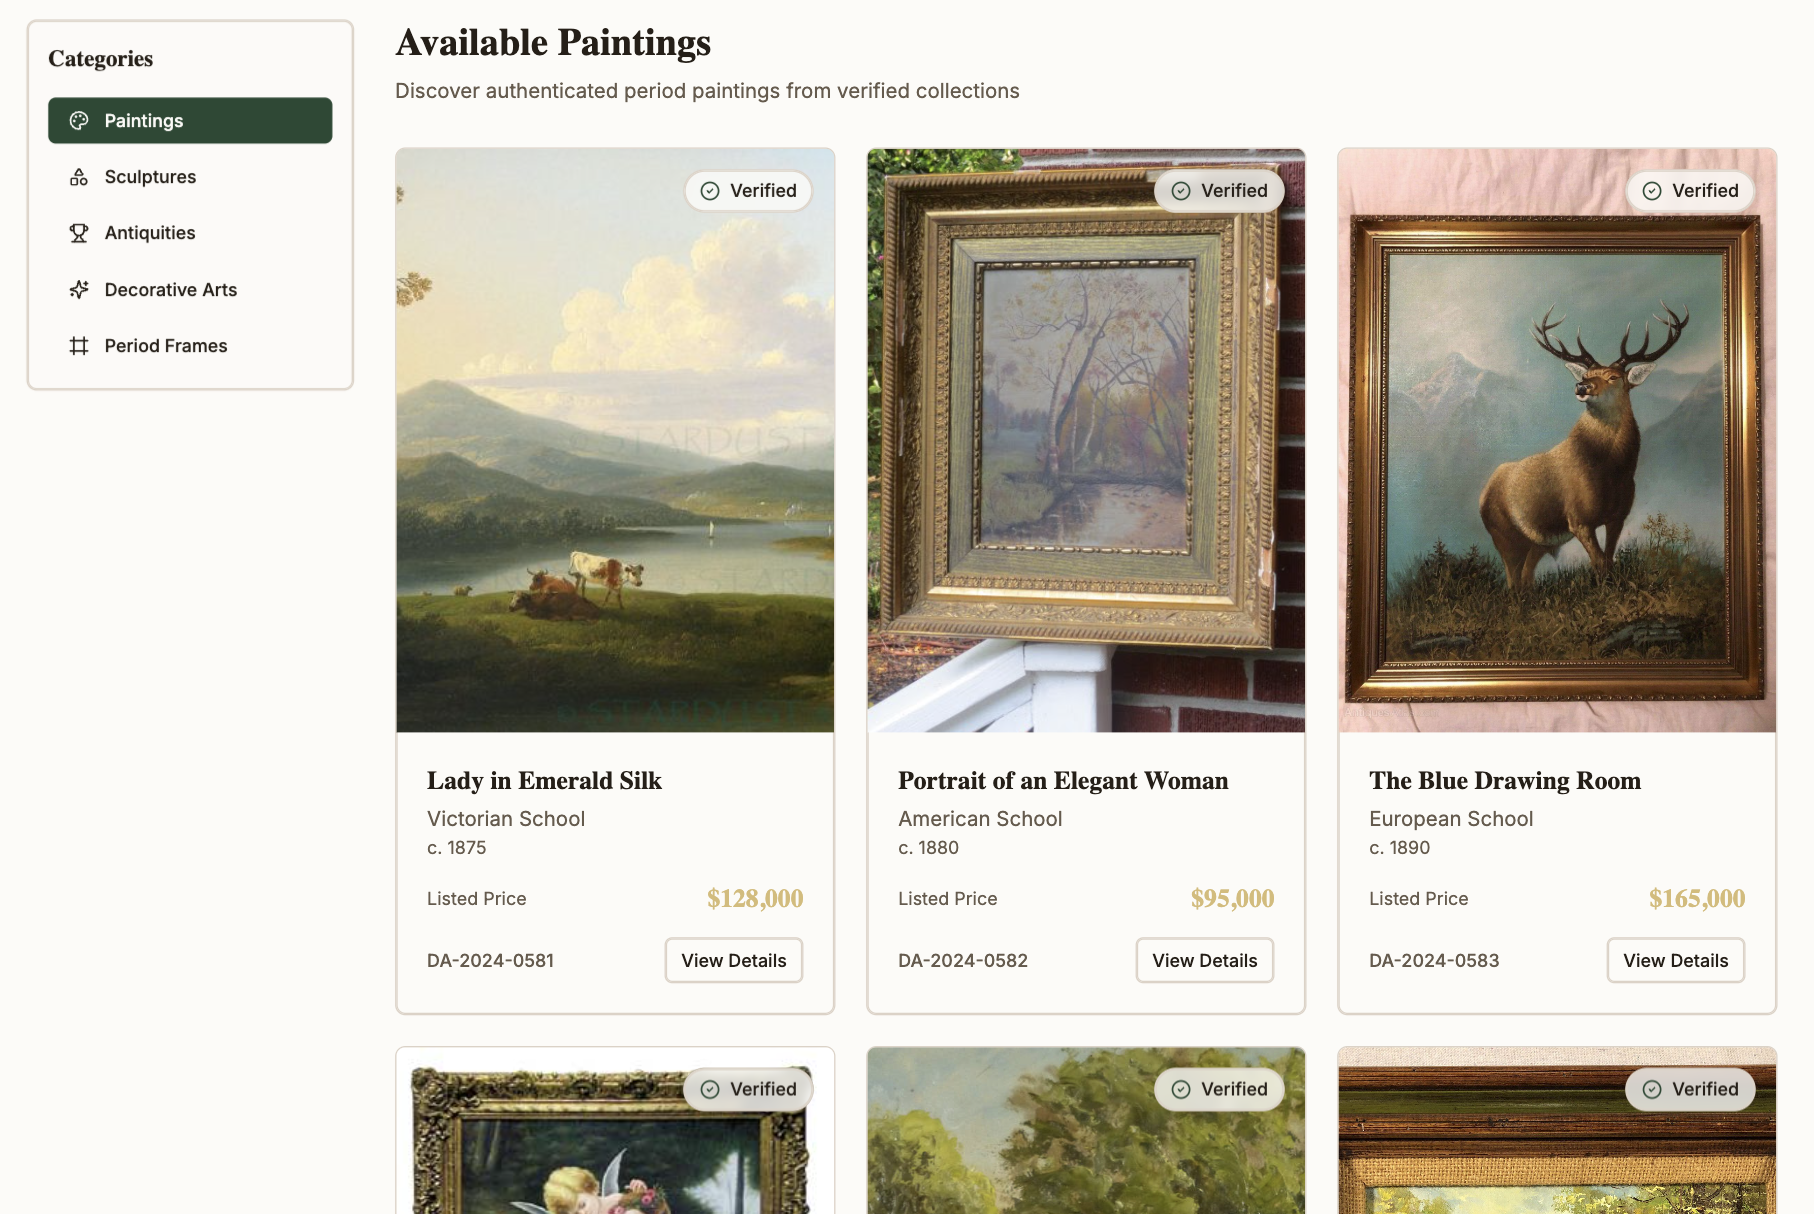 Categories
Paintings
Sculptures
Antiquities
Decorative Arts
Period Frames
Available Paintings
Discover authenticated period paintings from verified collections
Verified
STARDUST
STARD
STARDUST
Lady in Emerald Silk
Victorian School
c. 1875
Listed Price
$128,000
DA-2024-0581
View Details
Verified
Portrait of an Elegant Woman
American School
c. 1880
Listed Price
$95,000
DA-2024-0582
View Details
Verified
The Blue Drawing Room
European School
c. 1890
Listed Price
$165,000
DA-2024-0583
View Details
Verified
Verified
Verified